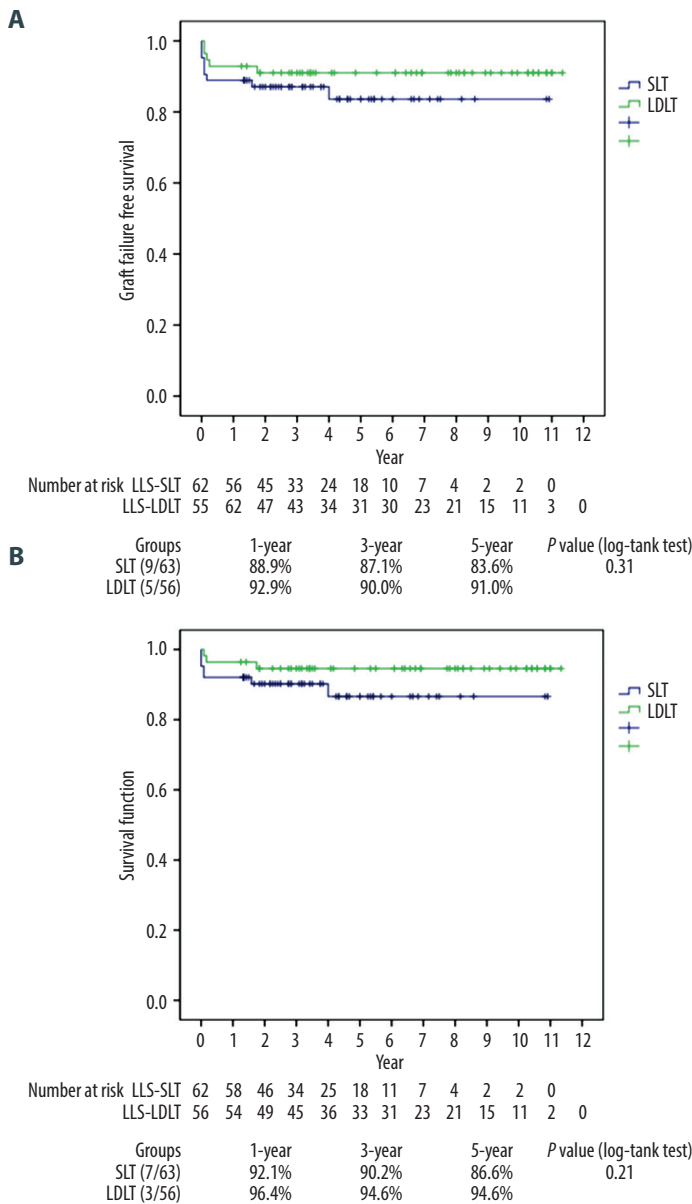 A
1.0
0.8
0.6
0.4
0.2
0.0
Graft failure free survival
SLT
LDLT
0 1 2 3 4 5 6 7 8 9 10 11 12
Year
Number at risk LLS-SLT 62 56 45 33 24 18 10 7 4 2 2 0
LLS-LDLT 55 62 47 43 34 31 30 23 21 15 11 3 0
Groups 1-year 3-year 5-year P value (log-tank test)
SLT (9/63) 88.9% 87.1% 83.6% 0.31
LDLT (5/56) 92.9% 90.0% 91.0%
B
1.0
0.8
0.6
0.4
0.2
0.0
Survival function
SLT
LDLT
0 1 2 3 4 5 6 7 8 9 10 11 12
Year
Number at risk LLS-SLT 62 58 46 34 25 18 11 7 4 2 2 0
LLS-LDLT 56 54 49 45 36 33 31 23 21 15 11 2 0
Groups 1-year 3-year 5-year P value (log-tank test)
SLT (7/63) 92.1% 90.2% 86.6% 0.21
LDLT (3/56) 96.4% 94.6% 94.6%